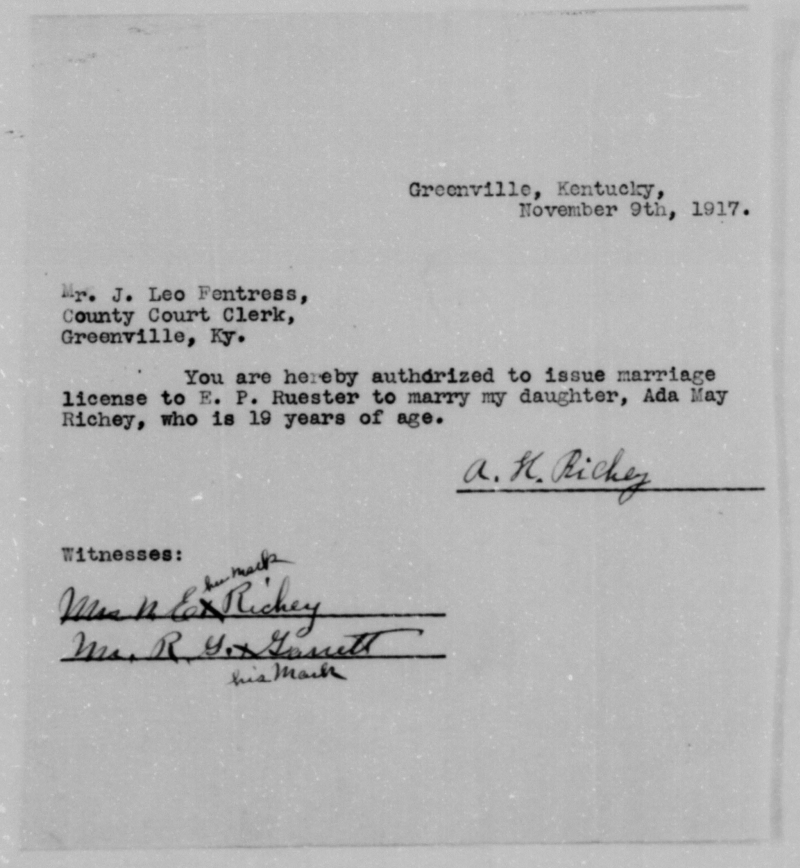 Greenville, Kentucky,
November 9th, 1917.
Mr. J. Leo Fentress,
County Court Clerk,
Greenville, Ky.
You are hereby authorized to issue marriage
license to E. P. Ruester to marry my daughter, Ada May
Richey, who is 19 years of age.
A. H. Richey
Witnesses:
her mark
Mrs N E x Richey
Mr. R. G. x Garrett
his Mark